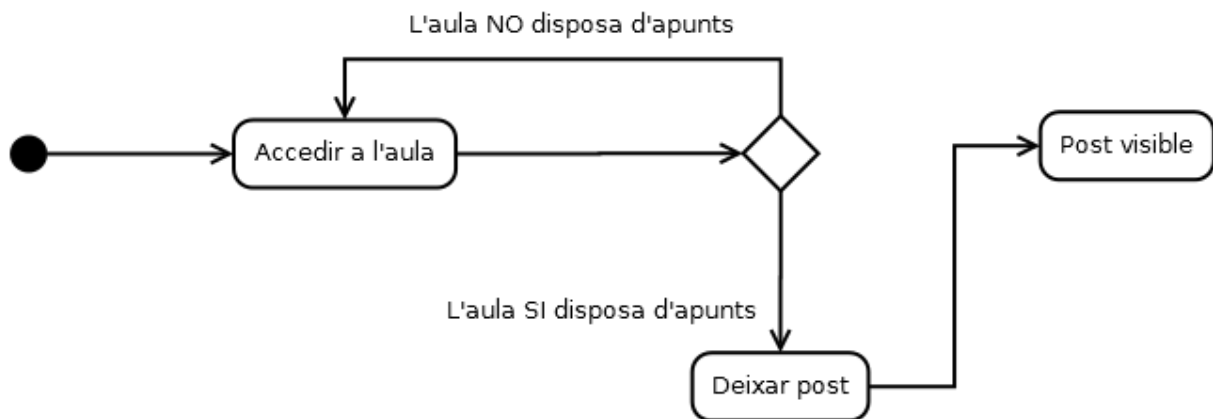 L'aula NO disposa d'apunts
Accedir a l'aula
Post visible
L'aula SI disposa d'apunts
Deixar post